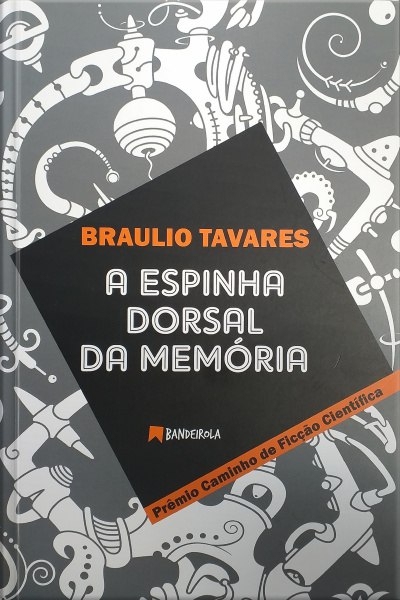 BRAULIO TAVARES
A ESPINHA
DORSAL
DA MEMÓRIA
BANDEIROLA
Prêmio Caminho de Ficção Científica